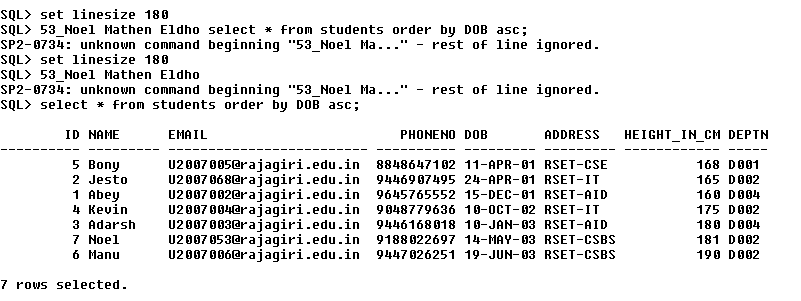 SQL> set linesize 180
SQL> 53_Noel Mathen Eldho select * from students order by DOB asc;
SP2-0734: unknown command beginning "53_Noel Ma..." - rest of line ignored.
SQL> set linesize 180
SQL> 53_Noel Mathen Eldho
SP2-0734: unknown command beginning "53_Noel Ma..." - rest of line ignored.
SQL> select * from students order by DOB asc;
ID NAME EMAIL PHONENO DOB ADDRESS HEIGHT_IN_CM DEPTN
---------- -------- ------------------------- ---------- --------- --------- ------------ -----
5 Bony U2007005@rajagiri.edu.in 8848647102 11-APR-01 RSET-CSE 168 D001
2 Jesto U2007068@rajagiri.edu.in 9446907495 24-APR-01 RSET-IT 165 D002
1 Abey U2007002@rajagiri.edu.in 9645765552 15-DEC-01 RSET-AID 160 D004
4 Kevin U2007004@rajagiri.edu.in 9048779636 10-OCT-02 RSET-IT 175 D002
3 Adarsh U2007003@rajagiri.edu.in 9446168018 10-JAN-03 RSET-AID 180 D004
7 Noel U2007053@rajagiri.edu.in 9188022697 14-MAY-03 RSET-CSBS 181 D002
6 Manu U2007006@rajagiri.edu.in 9447026251 19-JUN-03 RSET-CSBS 190 D002
7 rows selected.